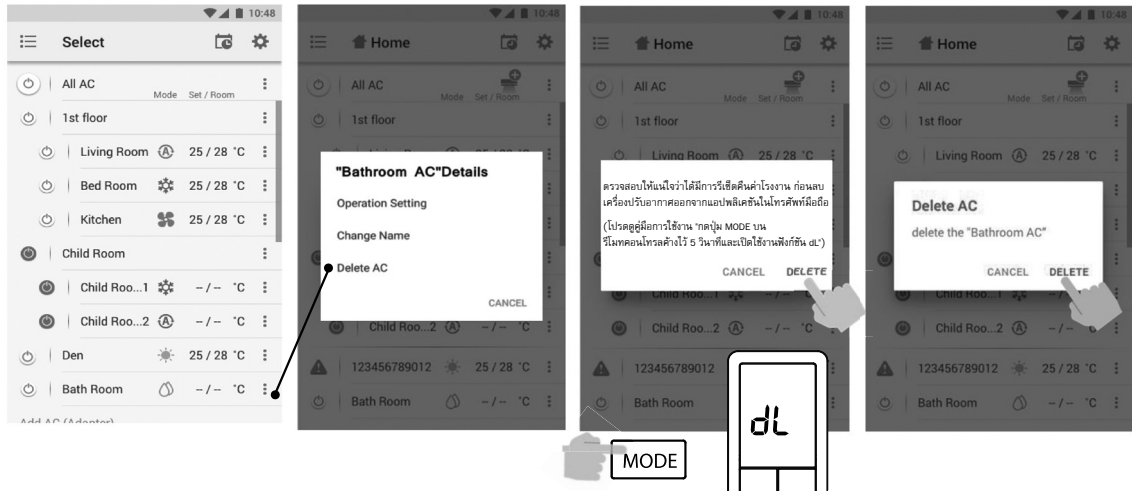 10:48
Select
All AC
Mode Set / Room
1st floor
Living Room 25 / 28 °C
Bed Room 25 / 28 °C
Kitchen 25 / 28 °C
Child Room
Child Roo...1 -- / -- °C
Child Roo...2 -- / -- °C
Den 25 / 28 °C
Bath Room -- / -- °C
Add AC (Adapter)
10:48
Home
All AC
Mode Set / Room
1st floor
Living Room 25 / 28 °C
"Bathroom AC"Details
Operation Setting
Change Name
Delete AC
CANCEL
Child Roo...2 -- / -- °C
123456789012 25 / 28 °C
Bath Room -- / -- °C
10:48
Home
All AC
Mode Set / Room
1st floor
Living Room 25 / 28 °C
ตรวจสอบให้แน่ใจว่าได้มีการรีเซ็ตคืนค่าโรงงาน ก่อนลบ
เครื่องปรับอากาศออกจากแอปพลิเคชันในโทรศัพท์มือถือ
(โปรดดูคู่มือการใช้งาน "กดปุ่ม MODE บน
รีโมทคอนโทรลค้างไว้ 5 วินาทีและเปิดใช้งานฟังก์ชัน dL")
CANCEL DELETE
Child Roo...1 -- / -- °C
Child Roo...2 -- / -- °C
123456789012
Bath Room
dL
MODE
10:48
Home
All AC
Mode Set / Room
1st floor
Living Room 25 / 28 °C
Delete AC
delete the "Bathroom AC"
CANCEL DELETE
Child Roo...1 -- / -- °C
Child Roo...2 -- / --
123456789012 25 / 28 °C
Bath Room -- / -- °C